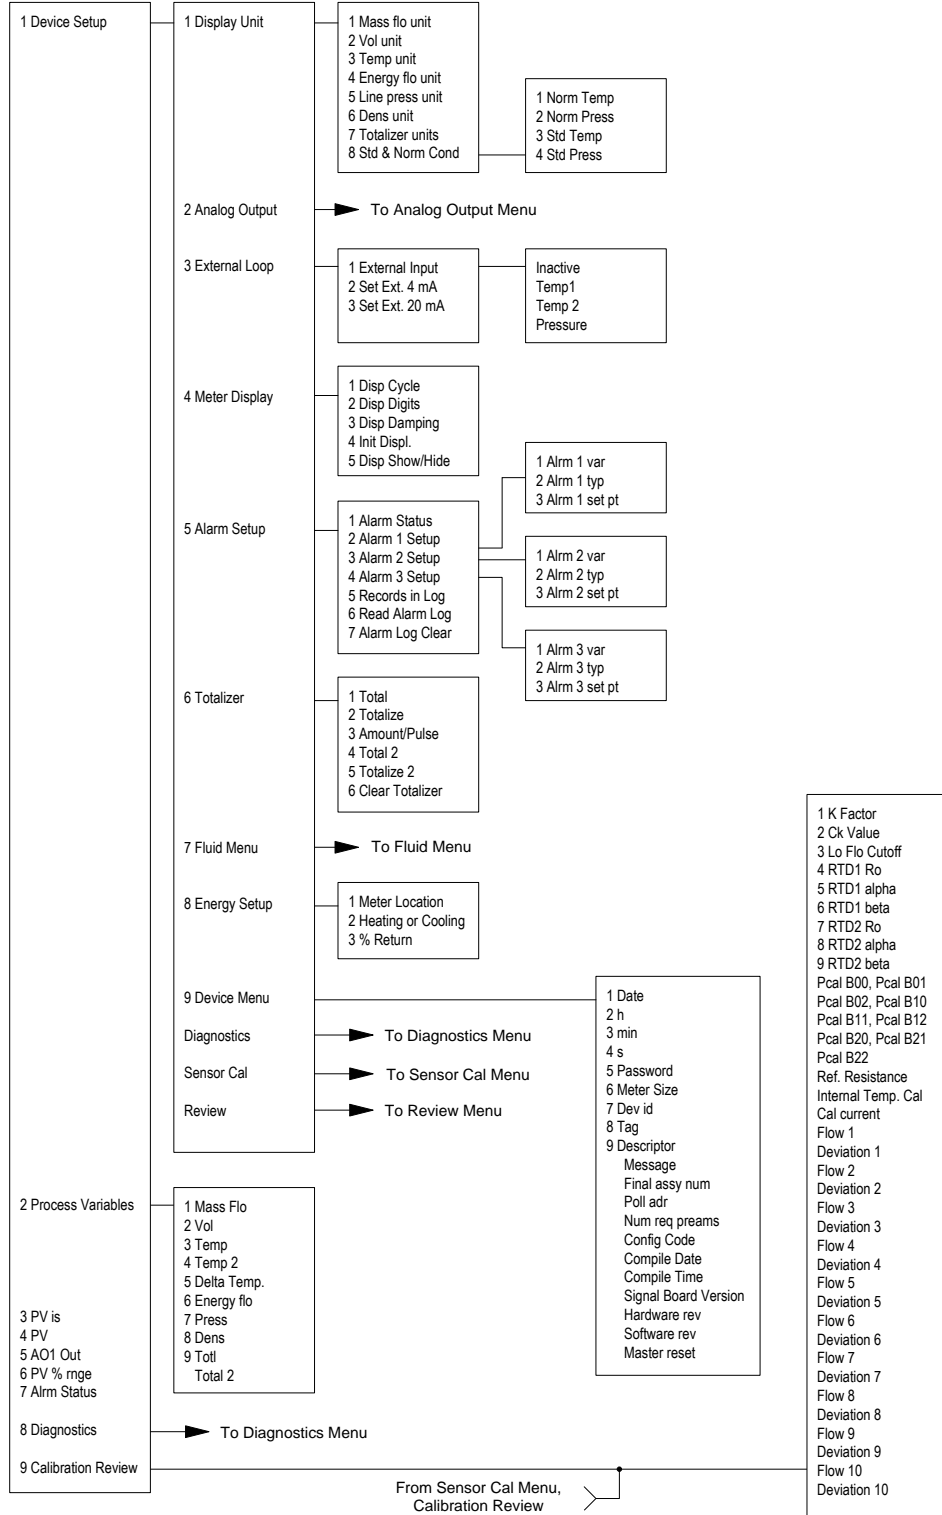 1 Device Setup
1 Display Unit
1 Mass flo unit
2 Vol unit
3 Temp unit
4 Energy flo unit
5 Line press unit
6 Dens unit
7 Totalizer units
8 Std & Norm Cond
1 Norm Temp
2 Norm Press
3 Std Temp
4 Std Press
2 Analog Output
To Analog Output Menu
3 External Loop
1 External Input
2 Set Ext. 4 mA
3 Set Ext. 20 mA
Inactive
Temp1
Temp 2
Pressure
4 Meter Display
1 Disp Cycle
2 Disp Digits
3 Disp Damping
4 Init Displ.
5 Disp Show/Hide
5 Alarm Setup
1 Alarm Status
2 Alarm 1 Setup
3 Alarm 2 Setup
4 Alarm 3 Setup
5 Records in Log
6 Read Alarm Log
7 Alarm Log Clear
1 Alrm 1 var
2 Alrm 1 typ
3 Alrm 1 set pt
1 Alrm 2 var
2 Alrm 2 typ
3 Alrm 2 set pt
1 Alrm 3 var
2 Alrm 3 typ
3 Alrm 3 set pt
6 Totalizer
1 Total
2 Totalize
3 Amount/Pulse
4 Total 2
5 Totalize 2
6 Clear Totalizer
7 Fluid Menu
To Fluid Menu
8 Energy Setup
1 Meter Location
2 Heating or Cooling
3 % Return
9 Device Menu
1 Date
2 h
3 min
4 s
5 Password
6 Meter Size
7 Dev id
8 Tag
9 Descriptor
Message
Final assy num
Poll adr
Num req preams
Config Code
Compile Date
Compile Time
Signal Board Version
Hardware rev
Software rev
Master reset
Diagnostics
To Diagnostics Menu
Sensor Cal
To Sensor Cal Menu
Review
To Review Menu
2 Process Variables
1 Mass Flo
2 Vol
3 Temp
4 Temp 2
5 Delta Temp.
6 Energy flo
7 Press
8 Dens
9 Totl
Total 2
3 PV is
4 PV
5 AO1 Out
6 PV % rnge
7 Alrm Status
8 Diagnostics
To Diagnostics Menu
9 Calibration Review
From Sensor Cal Menu,
Calibration Review
1 K Factor
2 Ck Value
3 Lo Flo Cutoff
4 RTD1 Ro
5 RTD1 alpha
6 RTD1 beta
7 RTD2 Ro
8 RTD2 alpha
9 RTD2 beta
Pcal B00, Pcal B01
Pcal B02, Pcal B10
Pcal B11, Pcal B12
Pcal B20, Pcal B21
Pcal B22
Ref. Resistance
Internal Temp. Cal
Cal current
Flow 1
Deviation 1
Flow 2
Deviation 2
Flow 3
Deviation 3
Flow 4
Deviation 4
Flow 5
Deviation 5
Flow 6
Deviation 6
Flow 7
Deviation 7
Flow 8
Deviation 8
Flow 9
Deviation 9
Flow 10
Deviation 10